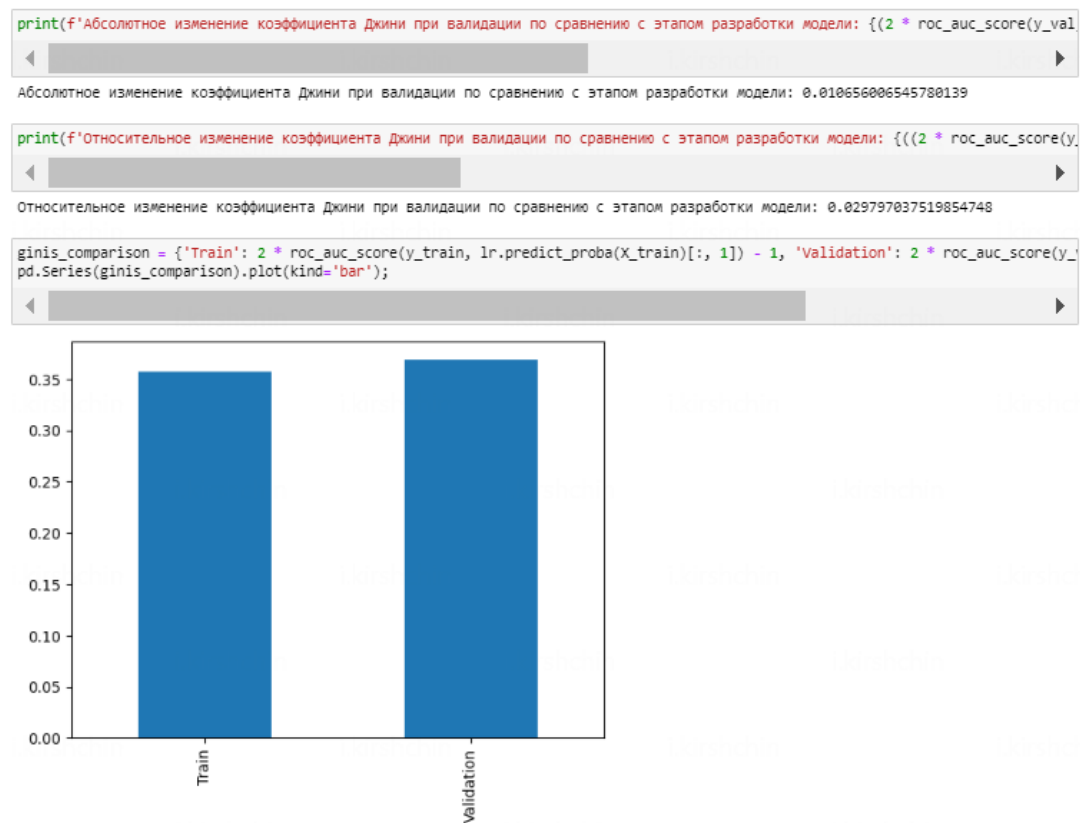 print(f'Абсолютное изменение коэффициента Джини при валидации по сравнению с этапом разработки модели: {(2 * roc_auc_score(y_val
Абсолютное изменение коэффициента Джини при валидации по сравнению с этапом разработки модели: 0.010656006545780139
print(f'Относительное изменение коэффициента Джини при валидации по сравнению с этапом разработки модели: {((2 * roc_auc_score(y_
Относительное изменение коэффициента Джини при валидации по сравнению с этапом разработки модели: 0.029797037519854748
ginis_comparison = {'Train': 2 * roc_auc_score(y_train, lr.predict_proba(X_train)[:, 1]) - 1, 'Validation': 2 * roc_auc_score(y_
pd.Series(ginis_comparison).plot(kind='bar');
0.35
0.30
0.25
0.20
0.15
0.10
0.05
0.00
Train
Validation